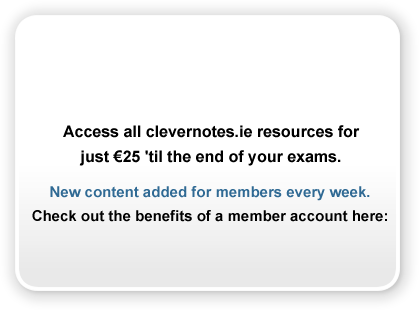 Access all clevernotes.ie resources for
just €25 'til the end of your exams.
New content added for members every week.
Check out the benefits of a member account here: